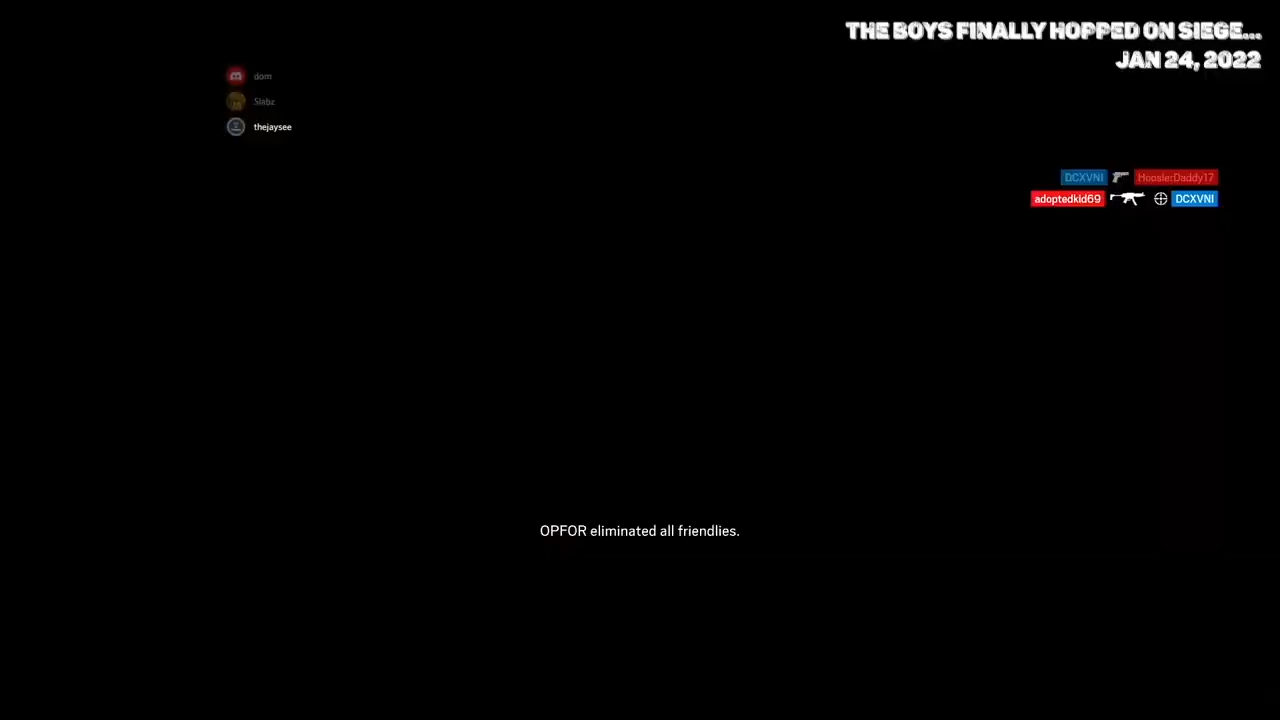 THE BOYS FINALLY HOPPED ON SIEGE...
JAN 24, 2022
dom
Slabz
thejaysee
DCXVNI HoosierDaddy17
adoptedkid69 DCXVNI
OPFOR eliminated all friendlies.